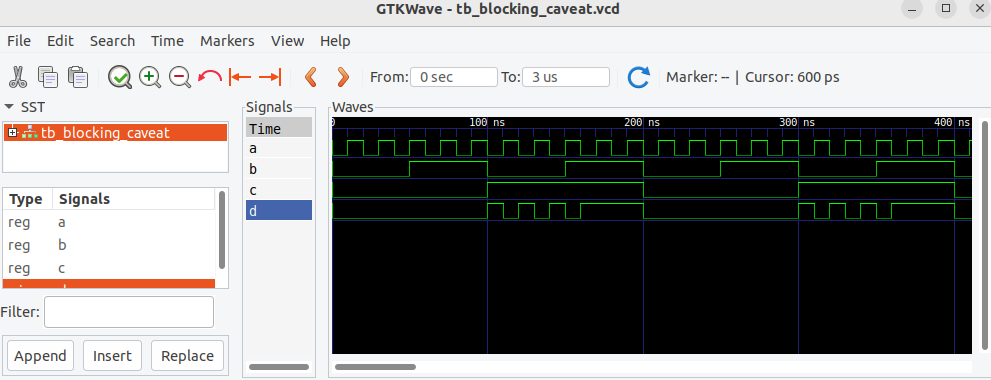 GTKWave - tb_blocking_caveat.vcd
File Edit Search Time Markers View Help
From: 0 sec To: 3 us Marker: -- | Cursor: 600 ps
SST
tb_blocking_caveat
Type Signals
reg a
reg b
reg c
Filter:
Append Insert Replace
Signals
Time
a
b
c
d
Waves
0 100 ns 200 ns 300 ns 400 ns